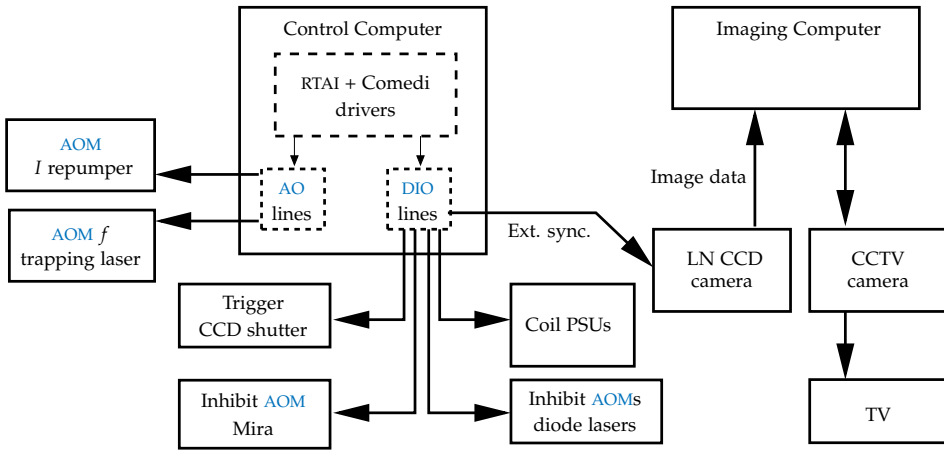 Control Computer
RTAI + Comedi
drivers
AO
lines
DIO
lines
AOM
I repumper
AOM f
trapping laser
Imaging Computer
Image data
Ext. sync.
LN CCD
camera
CCTV
camera
Trigger
CCD shutter
Coil PSUs
Inhibit AOM
Mira
Inhibit AOMs
diode lasers
TV